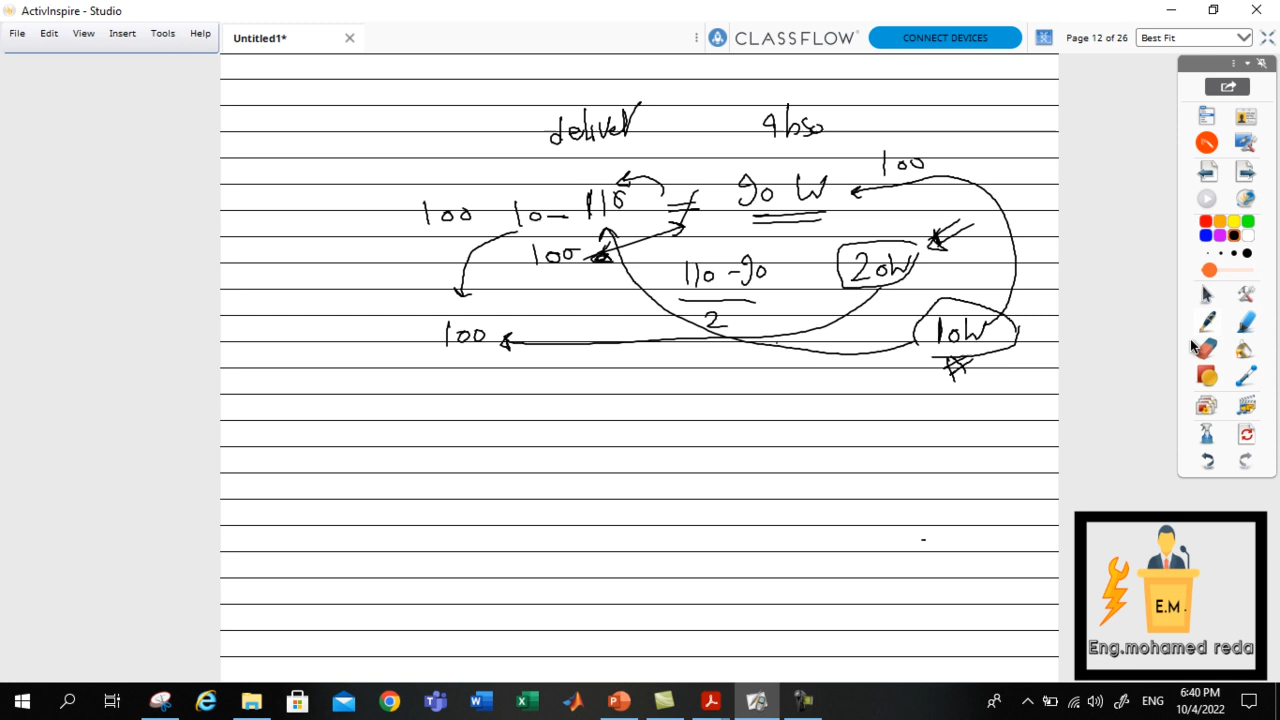 ActivInspire - Studio
File Edit View Insert Tools Help
Untitled1*
CLASSFLOW
CONNECT DEVICES
Page 12 of 26
Best Fit
deliver abso
100
100 10- 110 ≠ 90 W
100
110 - 90
2
20W
100
10W
E.M.
Eng.mohamed reda
ENG
6:40 PM
10/4/2022